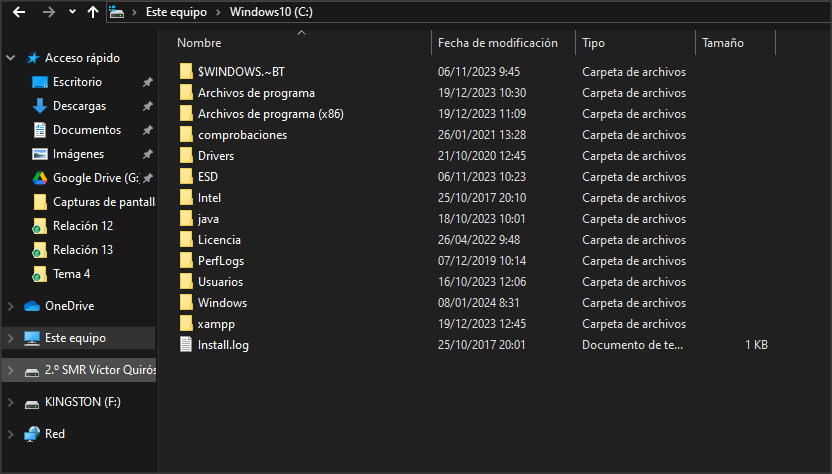 Este equipo > Windows10 (C:)
Nombre Fecha de modificación Tipo Tamaño
Acceso rápido
Escritorio
Descargas
Documentos
Imágenes
Google Drive (G:
Capturas de pantall
Relación 12
Relación 13
Tema 4
OneDrive
Este equipo
2.º SMR Víctor Quirós
KINGSTON (F:)
Red
$WINDOWS.~BT 06/11/2023 9:45 Carpeta de archivos
Archivos de programa 19/12/2023 10:30 Carpeta de archivos
Archivos de programa (x86) 19/12/2023 11:09 Carpeta de archivos
comprobaciones 26/01/2021 13:28 Carpeta de archivos
Drivers 21/10/2020 12:45 Carpeta de archivos
ESD 06/11/2023 10:23 Carpeta de archivos
Intel 25/10/2017 20:10 Carpeta de archivos
java 18/10/2023 10:01 Carpeta de archivos
Licencia 26/04/2022 9:48 Carpeta de archivos
PerfLogs 07/12/2019 10:14 Carpeta de archivos
Usuarios 16/10/2023 12:06 Carpeta de archivos
Windows 08/01/2024 8:31 Carpeta de archivos
xampp 19/12/2023 12:45 Carpeta de archivos
Install.log 25/10/2017 20:01 Documento de te... 1 KB